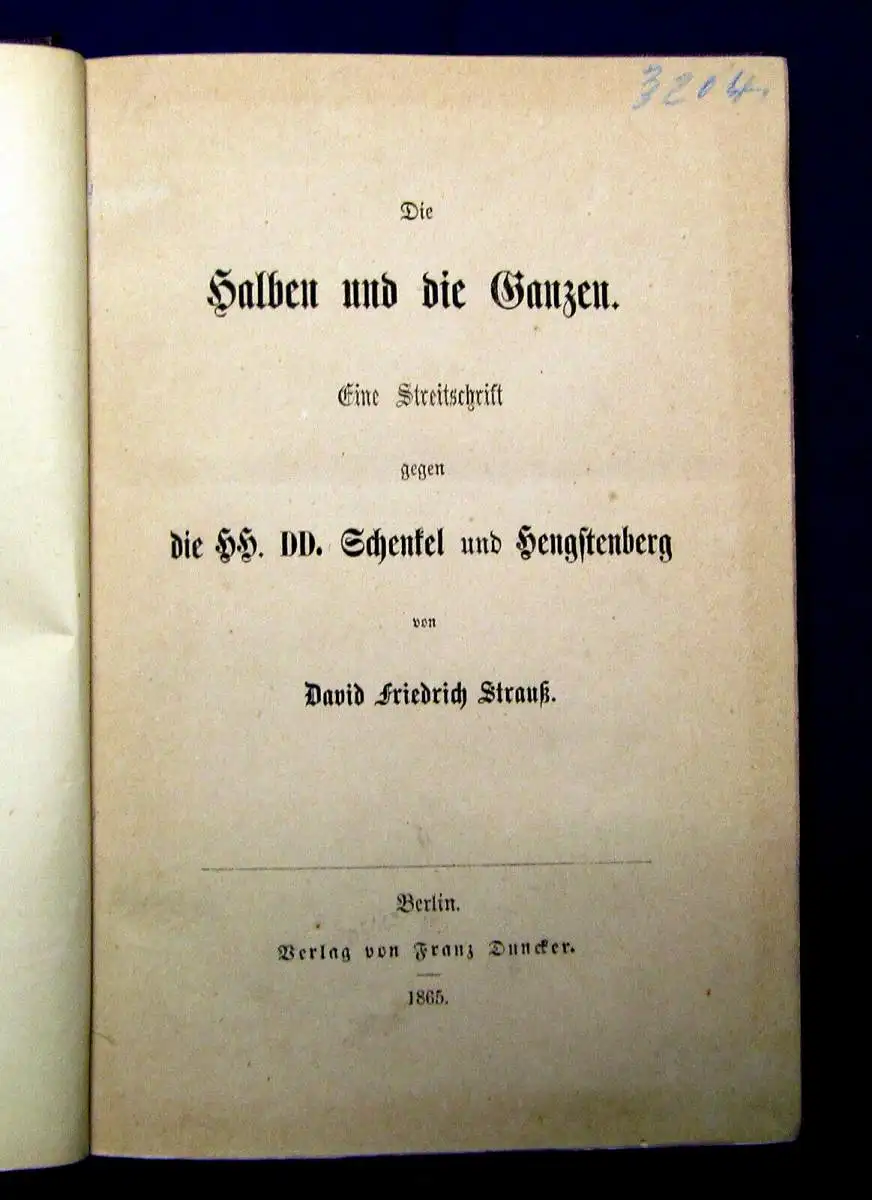 3204.
Die
Halben und die Ganzen.
Eine Streitschrift
gegen
die HH. DD. Schenkel und Hengstenberg
von
David Friedrich Strauß.
Berlin.
Verlag von Franz Duncker.
1865.